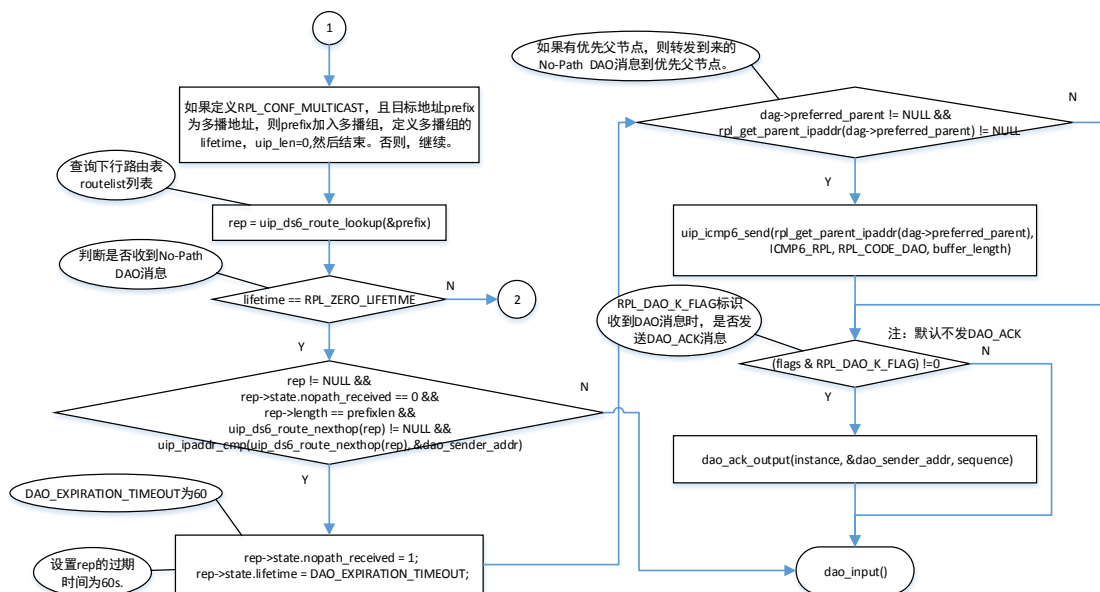 1
如果定义RPL_CONF_MULTICAST，且目标地址prefix
为多播地址，则prefix加入多播组，定义多播组的
lifetime，uip_len=0,然后结束。否则，继续。
查询下行路由表
routelist列表
rep = uip_ds6_route_lookup(&prefix)
判断是否收到No-Path
DAO消息
lifetime == RPL_ZERO_LIFETIME
N
2
Y
rep != NULL &&
rep->state.nopath_received == 0 &&
rep->length == prefixlen &&
uip_ds6_route_nexthop(rep) != NULL &&
uip_ipaddr_cmp(uip_ds6_route_nexthop(rep), &dao_sender_addr)
N
Y
DAO_EXPIRATION_TIMEOUT为60
设置rep的过期
时间为60s.
rep->state.nopath_received = 1;
rep->state.lifetime = DAO_EXPIRATION_TIMEOUT;
如果有优先父节点，则转发到来的
No-Path DAO消息到优先父节点。
dag->preferred_parent != NULL &&
rpl_get_parent_ipaddr(dag->preferred_parent) != NULL
N
Y
uip_icmp6_send(rpl_get_parent_ipaddr(dag->preferred_parent),
ICMP6_RPL, RPL_CODE_DAO, buffer_length)
RPL_DAO_K_FLAG标识
收到DAO消息时，是否发
送DAO_ACK消息
注：默认不发DAO_ACK
(flags & RPL_DAO_K_FLAG) !=0
N
Y
dao_ack_output(instance, &dao_sender_addr, sequence)
dao_input()